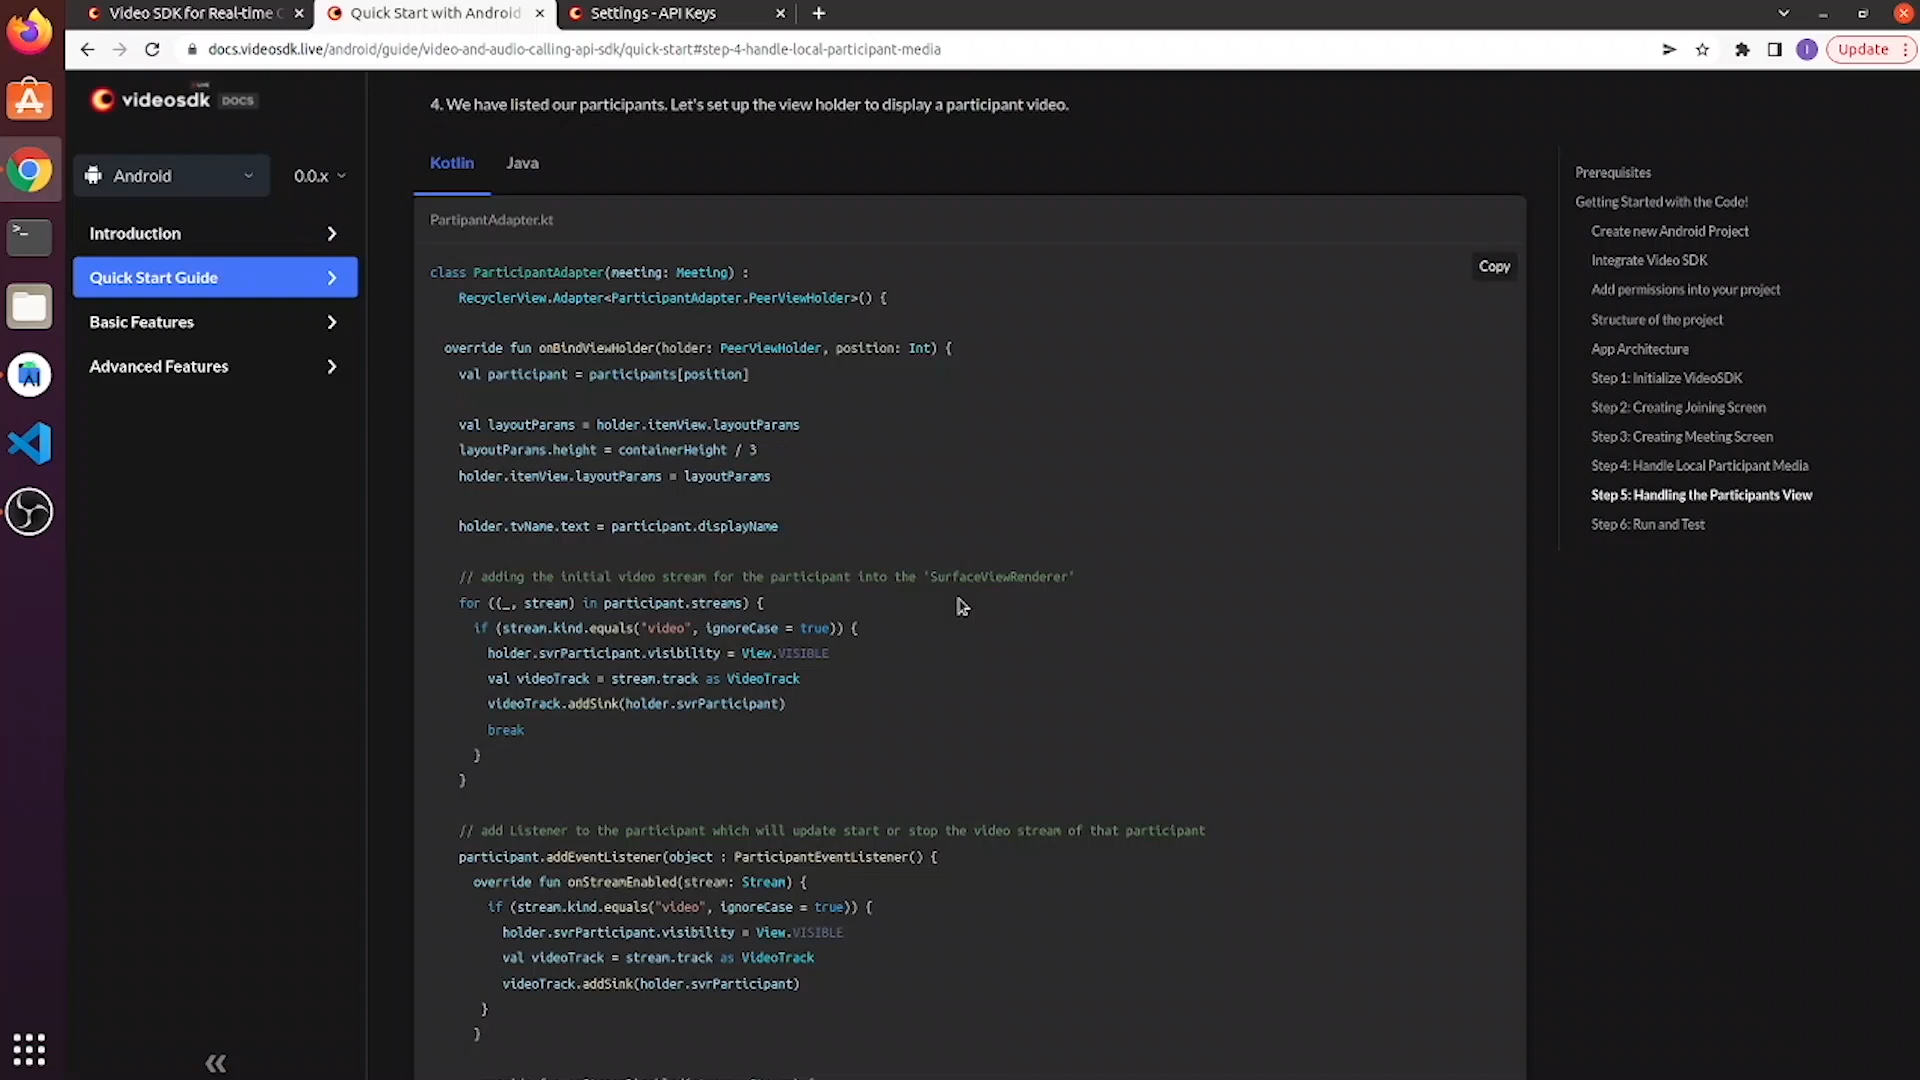 Video SDK for Real-time C
Quick Start with Android
Settings - API Keys
docs.videosdk.live/android/guide/video-and-audio-calling-api-sdk/quick-start#step-4-handle-local-participant-media
I
Update
LIVE
videosdk DOCS
Android
0.0.x
Introduction
Quick Start Guide
Basic Features
Advanced Features
4. We have listed our participants. Let's set up the view holder to display a participant video.
Kotlin
Java
PartipantAdapter.kt
Copy
class ParticipantAdapter(meeting: Meeting) :
RecyclerView.Adapter<ParticipantAdapter.PeerViewHolder>() {
override fun onBindViewHolder(holder: PeerViewHolder, position: Int) {
val participant = participants[position]
val layoutParams = holder.itemView.layoutParams
layoutParams.height = containerHeight / 3
holder.itemView.layoutParams = layoutParams
holder.tvName.text = participant.displayName
// adding the initial video stream for the participant into the 'SurfaceViewRenderer'
for ((_, stream) in participant.streams) {
if (stream.kind.equals("video", ignoreCase = true)) {
holder.svrParticipant.visibility = View.VISIBLE
val videoTrack = stream.track as VideoTrack
videoTrack.addSink(holder.svrParticipant)
break
}
}
// add Listener to the participant which will update start or stop the video stream of that participant
participant.addEventListener(object : ParticipantEventListener() {
override fun onStreamEnabled(stream: Stream) {
if (stream.kind.equals("video", ignoreCase = true)) {
holder.svrParticipant.visibility = View.VISIBLE
val videoTrack = stream.track as VideoTrack
videoTrack.addSink(holder.svrParticipant)
}
}
Prerequisites
Getting Started with the Code!
Create new Android Project
Integrate Video SDK
Add permissions into your project
Structure of the project
App Architecture
Step 1: Initialize VideoSDK
Step 2: Creating Joining Screen
Step 3: Creating Meeting Screen
Step 4: Handle Local Participant Media
Step 5: Handling the Participants View
Step 6: Run and Test